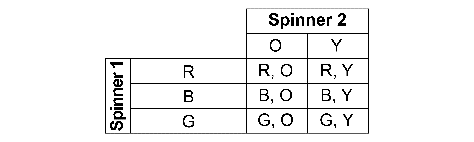 Spinner 2
O Y
Spinner 1
R R, O R, Y
B B, O B, Y
G G, O G, Y